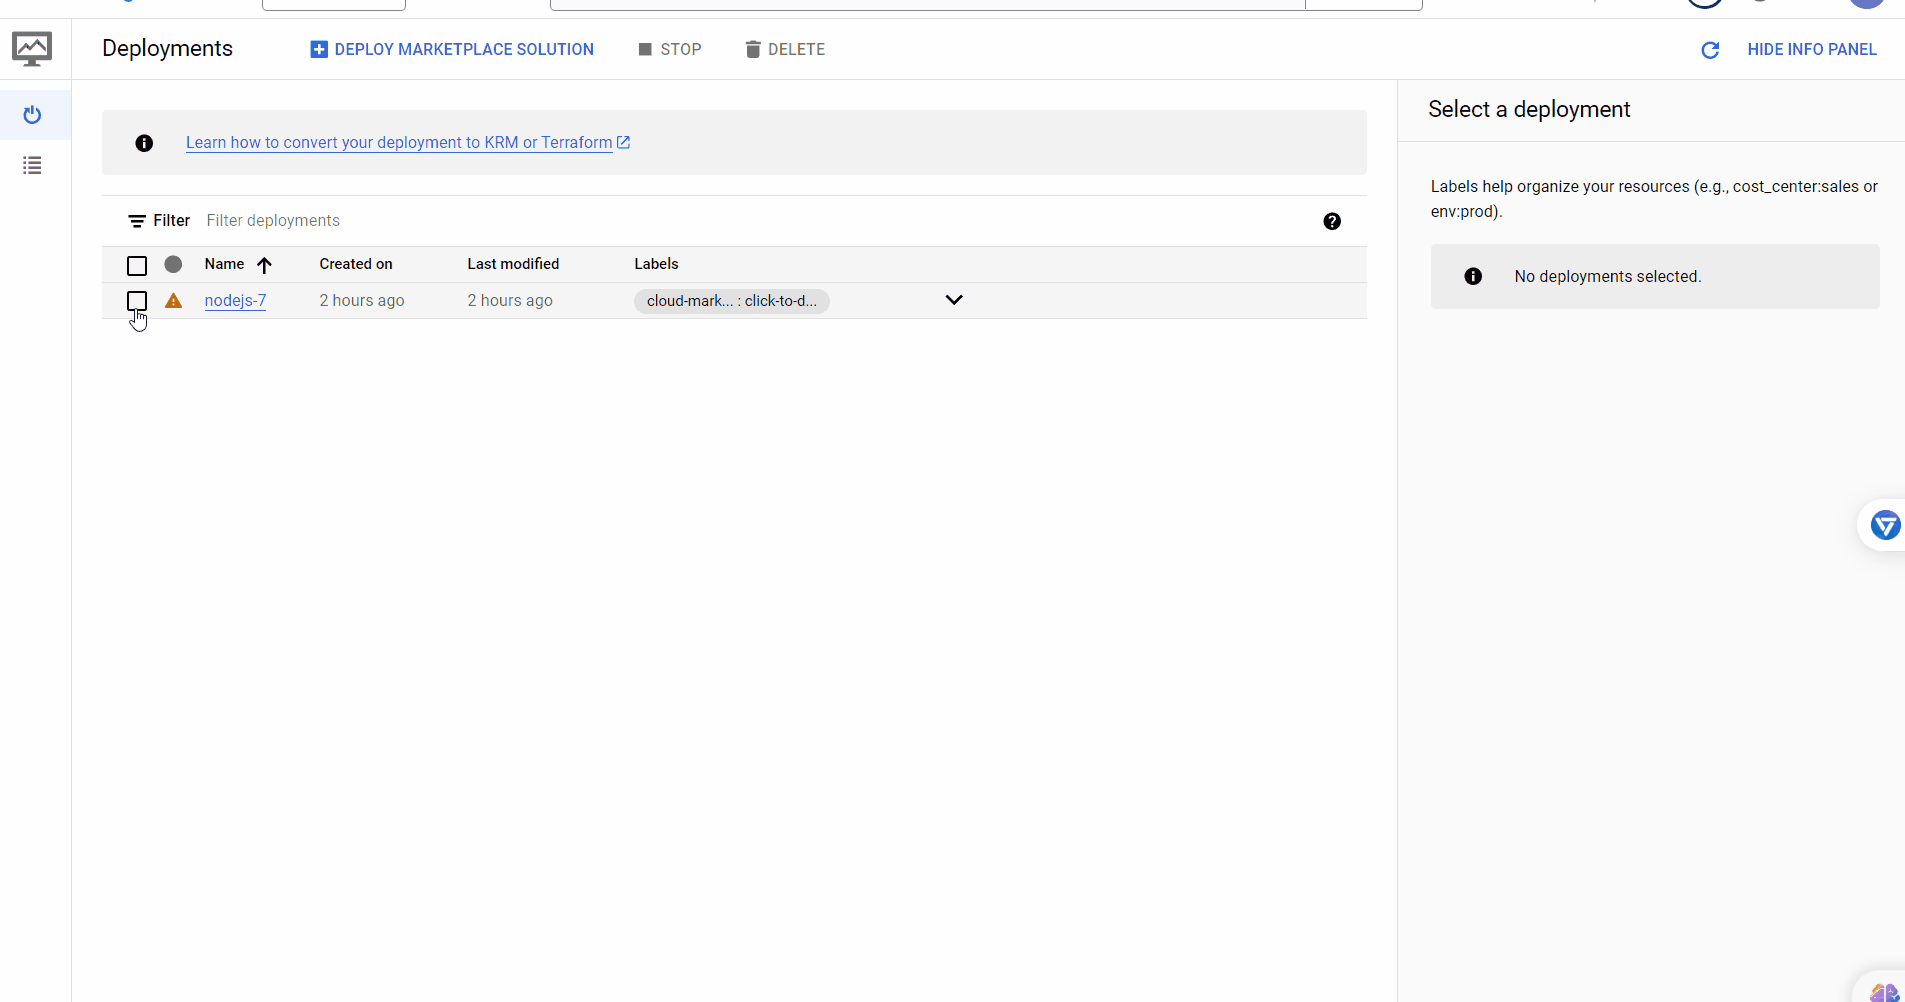 Deployments
DEPLOY MARKETPLACE SOLUTION
STOP
DELETE
HIDE INFO PANEL
Learn how to convert your deployment to KRM or Terraform
Filter Filter deployments
Name Created on Last modified Labels
nodejs-7 2 hours ago 2 hours ago cloud-mark... : click-to-d...
Select a deployment
Labels help organize your resources (e.g., cost_center:sales or
env:prod).
No deployments selected.